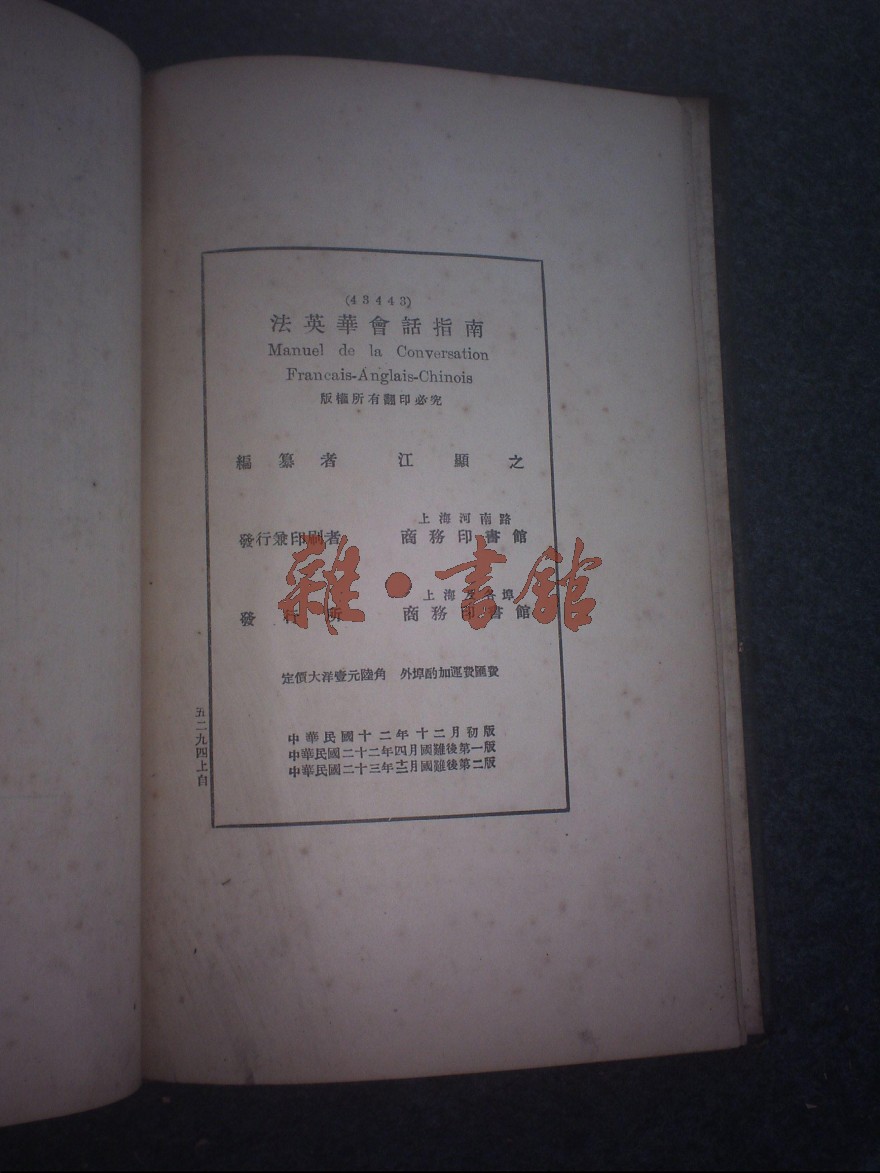 (43443)
法英華會話指南
Manuel de la Conversation
Francais-Anglais-Chinois
版權所有翻印必究
編纂者 江顯之
上海河南路
發行兼印刷者 商務印書館
上海及各埠
發行所 商務印書館
定價大洋壹元陸角 外埠酌加運費匯費
中華民國十二年十二月初版
中華民國二十二年四月國難後第一版
中華民國二十三年十二月國難後第二版
五二九四上自
雜·書館